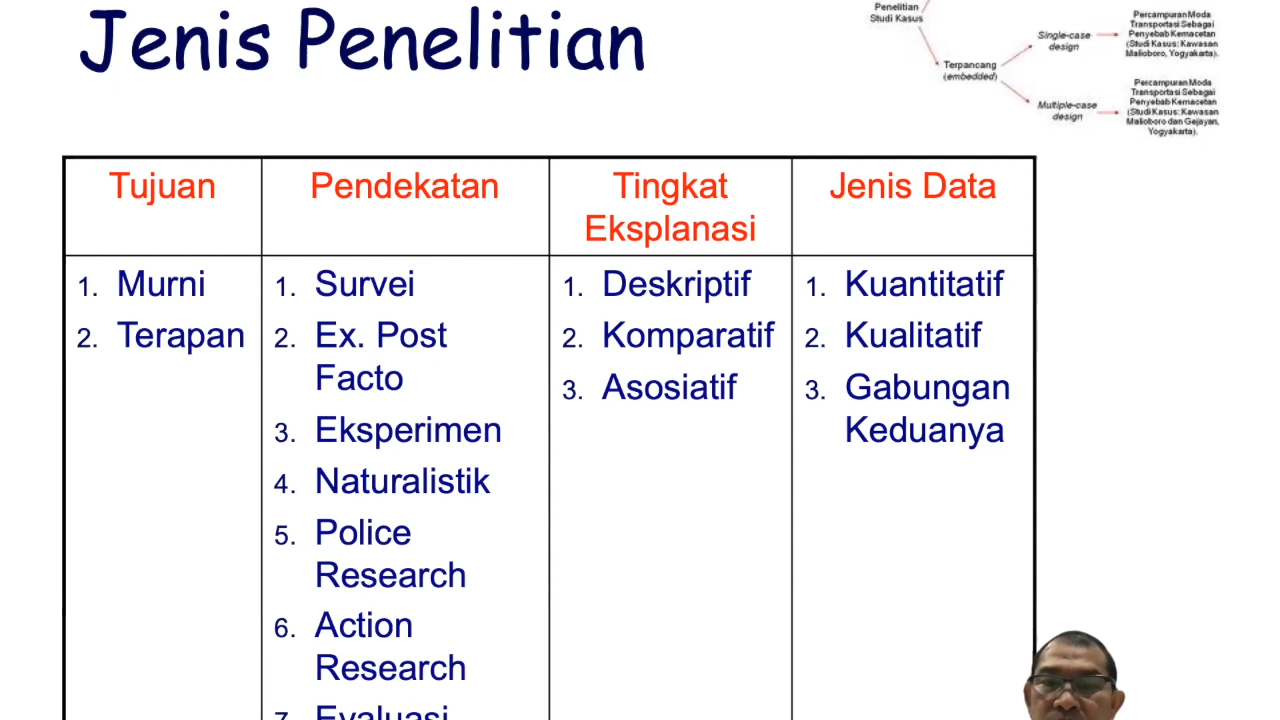 Jenis Penelitian
Penelitian
Studi Kasus
Terpancang
(embedded)
Single-case
design
Multiple-case
design
Percampuran Moda
Transportasi Sebagai
Penyebab Kemacetan
(Studi Kasus: Kawasan
Malioboro, Yogyakarta).
Percampuran Moda
Transportasi Sebagai
Penyebab Kemacetan
(Studi Kasus: Kawasan
Malioboro dan Gejayan,
Yogyakarta).
Tujuan
Pendekatan
Tingkat
Eksplanasi
Jenis Data
1. Murni
2. Terapan
1. Survei
2. Ex. Post
Facto
3. Eksperimen
4. Naturalistik
5. Police
Research
6. Action
Research
7. Evaluasi
1. Deskriptif
2. Komparatif
3. Asosiatif
1. Kuantitatif
2. Kualitatif
3. Gabungan
Keduanya